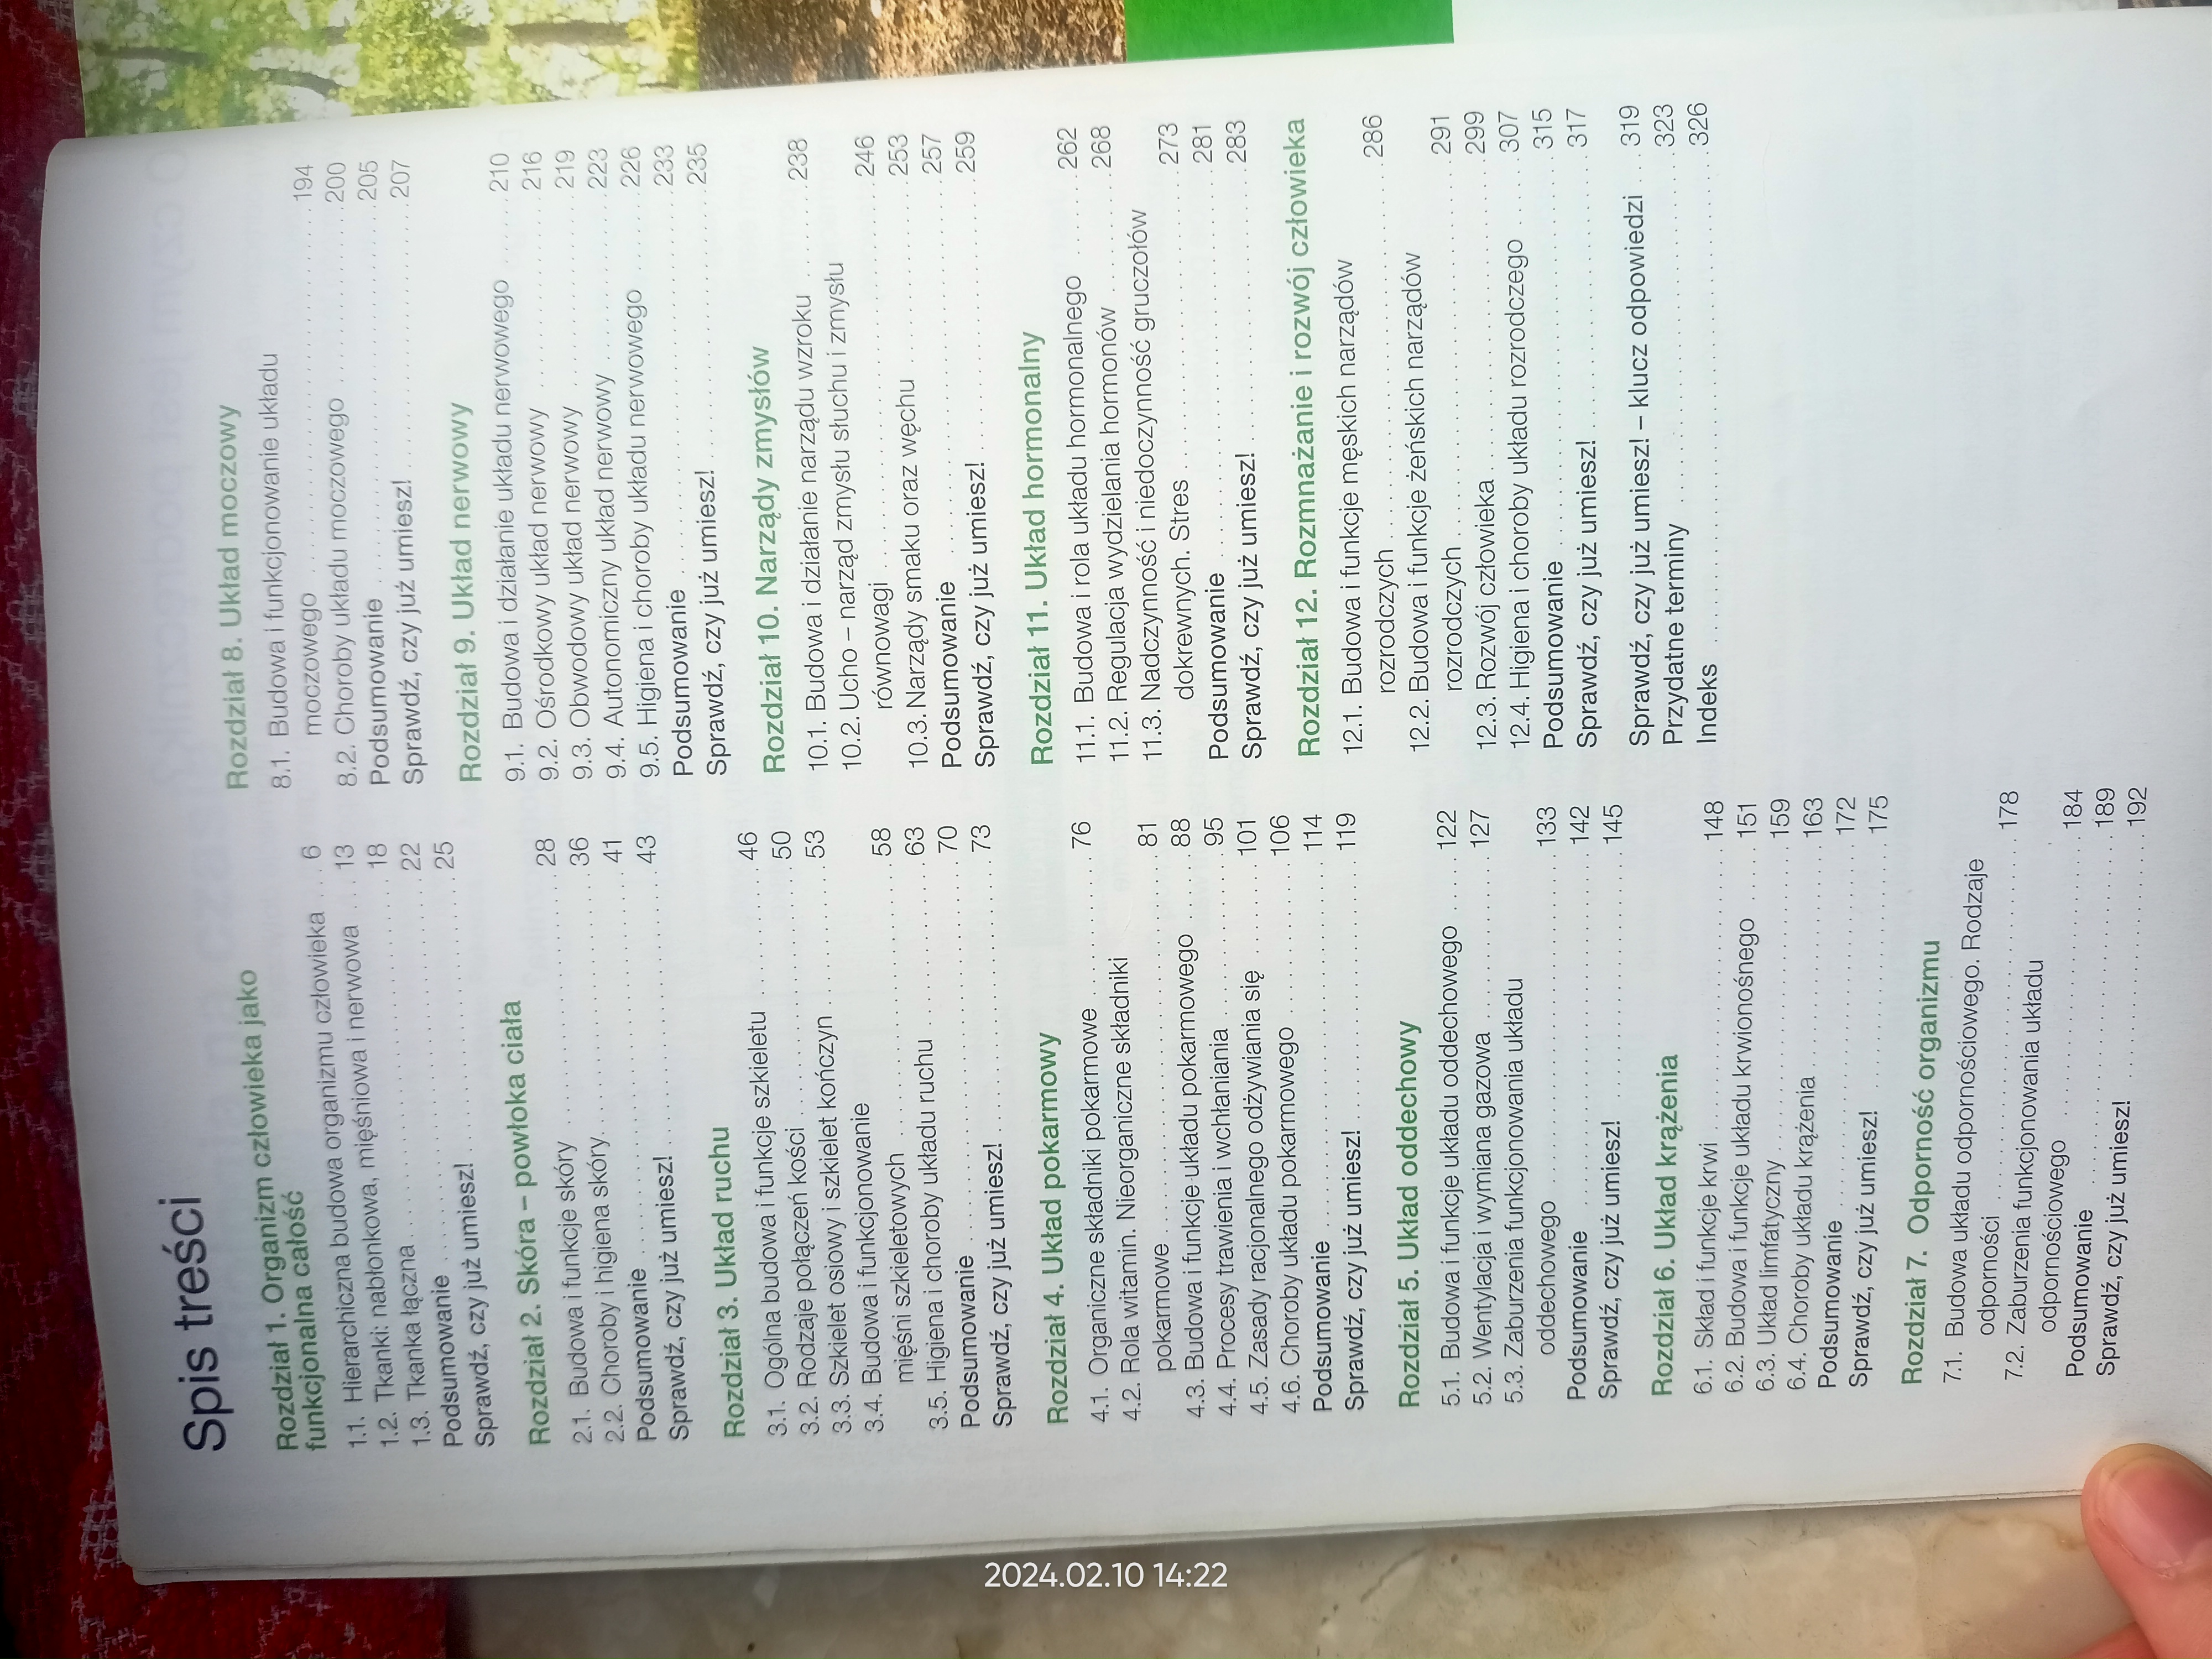 Spis treści
Rozdział 1. Organizm człowieka jako
funkcjonalna całość
1.1. Hierarchiczna budowa organizmu człowieka . . . 6
1.2. Tkanki: nabłonkowa, mięśniowa i nerwowa . . . 13
1.3. Tkanka łączna . . . 18
Podsumowanie . . . 22
Sprawdź, czy już umiesz! . . . 25
Rozdział 2. Skóra – powłoka ciała
2.1. Budowa i funkcje skóry . . . 28
2.2. Choroby i higiena skóry . . . 36
Podsumowanie . . . 41
Sprawdź, czy już umiesz! . . . 43
Rozdział 3. Układ ruchu
3.1. Ogólna budowa i funkcje szkieletu . . . 46
3.2. Rodzaje połączeń kości . . . 50
3.3. Szkielet osiowy i szkielet kończyn . . . 53
3.4. Budowa i funkcjonowanie
mięśni szkieletowych . . . 58
3.5. Higiena i choroby układu ruchu . . . 63
Podsumowanie . . . 70
Sprawdź, czy już umiesz! . . . 73
Rozdział 4. Układ pokarmowy
4.1. Organiczne składniki pokarmowe . . . 76
4.2. Rola witamin. Nieorganiczne składniki
pokarmowe . . . 81
4.3. Budowa i funkcje układu pokarmowego . . . 88
4.4. Procesy trawienia i wchłaniania . . . 95
4.5. Zasady racjonalnego odżywiania się . . . 101
4.6. Choroby układu pokarmowego . . . 106
Podsumowanie . . . 114
Sprawdź, czy już umiesz! . . . 119
Rozdział 5. Układ oddechowy
5.1. Budowa i funkcje układu oddechowego . . . 122
5.2. Wentylacja i wymiana gazowa . . . 127
5.3. Zaburzenia funkcjonowania układu
oddechowego . . . 133
Podsumowanie . . . 142
Sprawdź, czy już umiesz! . . . 145
Rozdział 6. Układ krążenia
6.1. Skład i funkcje krwi . . . 148
6.2. Budowa i funkcje układu krwionośnego . . . 151
6.3. Układ limfatyczny . . . 159
6.4. Choroby układu krążenia . . . 163
Podsumowanie . . . 172
Sprawdź, czy już umiesz! . . . 175
Rozdział 7. Odporność organizmu
7.1. Budowa układu odpornościowego. Rodzaje
odporności . . . 178
7.2. Zaburzenia funkcjonowania układu
odpornościowego . . . 184
Podsumowanie . . . 189
Sprawdź, czy już umiesz! . . . 192
Rozdział 8. Układ moczowy
8.1. Budowa i funkcjonowanie układu
moczowego . . . 194
8.2. Choroby układu moczowego . . . 200
Podsumowanie . . . 205
Sprawdź, czy już umiesz! . . . 207
Rozdział 9. Układ nerwowy
9.1. Budowa i działanie układu nerwowego . . . 210
9.2. Ośrodkowy układ nerwowy . . . 216
9.3. Obwodowy układ nerwowy . . . 219
9.4. Autonomiczny układ nerwowy . . . 223
9.5. Higiena i choroby układu nerwowego . . . 226
Podsumowanie . . . 233
Sprawdź, czy już umiesz! . . . 235
Rozdział 10. Narządy zmysłów
10.1. Budowa i działanie narządu wzroku . . . 238
10.2. Ucho – narząd zmysłu słuchu i zmysłu
równowagi . . . 246
10.3. Narządy smaku oraz węchu . . . 253
Podsumowanie . . . 257
Sprawdź, czy już umiesz! . . . 259
Rozdział 11. Układ hormonalny
11.1. Budowa i rola układu hormonalnego . . . 262
11.2. Regulacja wydzielania hormonów . . . 268
11.3. Nadczynność i niedoczynność gruczołów
dokrewnych. Stres . . . 273
Podsumowanie . . . 281
Sprawdź, czy już umiesz! . . . 283
Rozdział 12. Rozmnażanie i rozwój człowieka
12.1. Budowa i funkcje męskich narządów
rozrodczych . . . 286
12.2. Budowa i funkcje żeńskich narządów
rozrodczych . . . 291
12.3. Rozwój człowieka . . . 299
12.4. Higiena i choroby układu rozrodczego . . . 307
Podsumowanie . . . 315
Sprawdź, czy już umiesz! . . . 317
Sprawdź, czy już umiesz! – klucz odpowiedzi . . . 319
Przydatne terminy . . . 323
Indeks . . . 326
2024.02.10 14:22